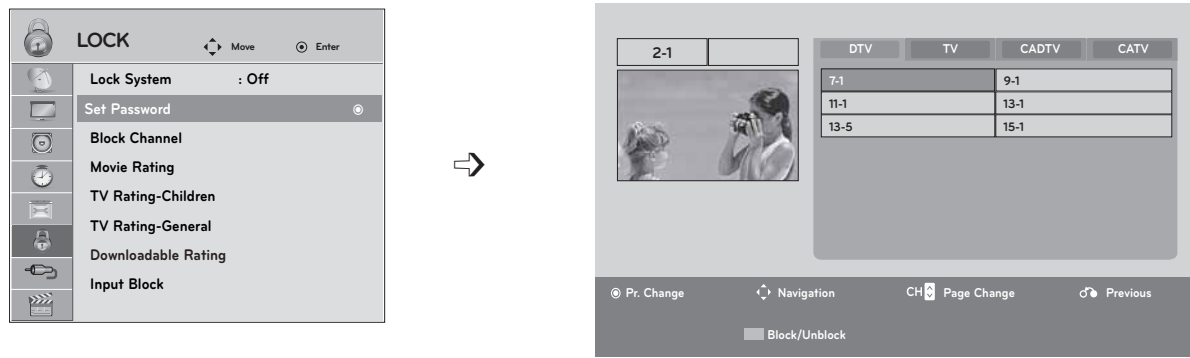 LOCK
Move
Enter
Lock System : Off
Set Password
Block Channel
Movie Rating
TV Rating-Children
TV Rating-General
Downloadable Rating
Input Block
2-1
DTV TV CADTV CATV
7-1 9-1
11-1 13-1
13-5 15-1
Pr. Change
Navigation
CH Page Change
Previous
Block/Unblock